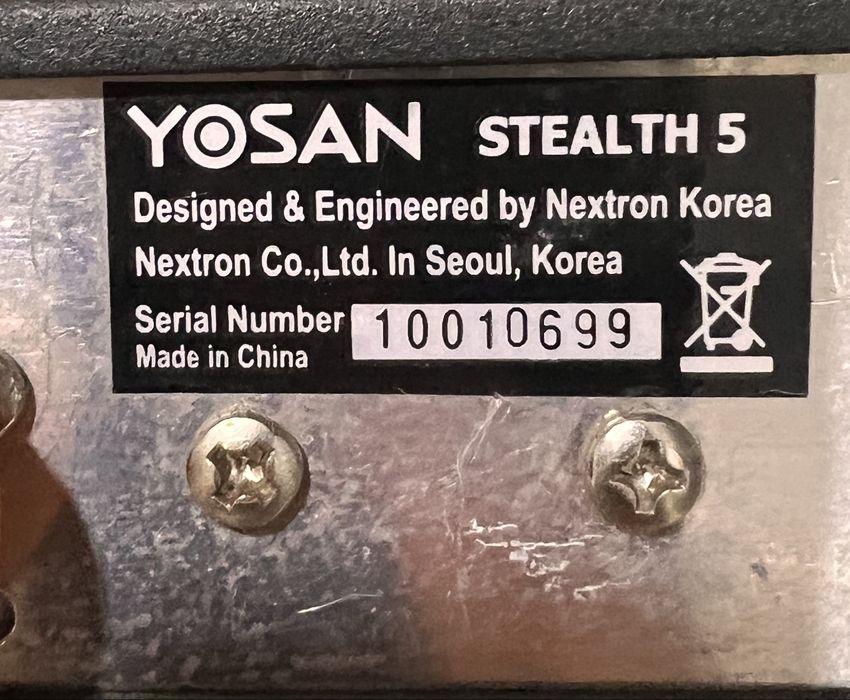 YOSAN STEALTH 5
Designed & Engineered by Nextron Korea
Nextron Co.,Ltd. In Seoul, Korea
Serial Number 10010699
Made in China